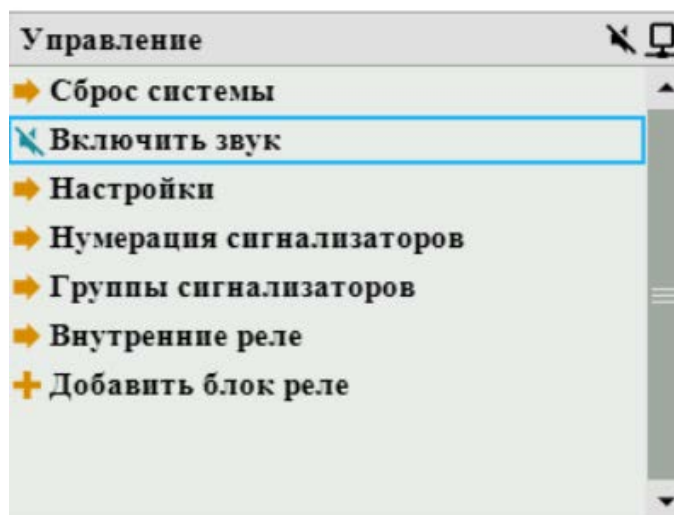 Управление
Сброс системы
Включить звук
Настройки
Нумерация сигнализаторов
Группы сигнализаторов
Внутренние реле
Добавить блок реле